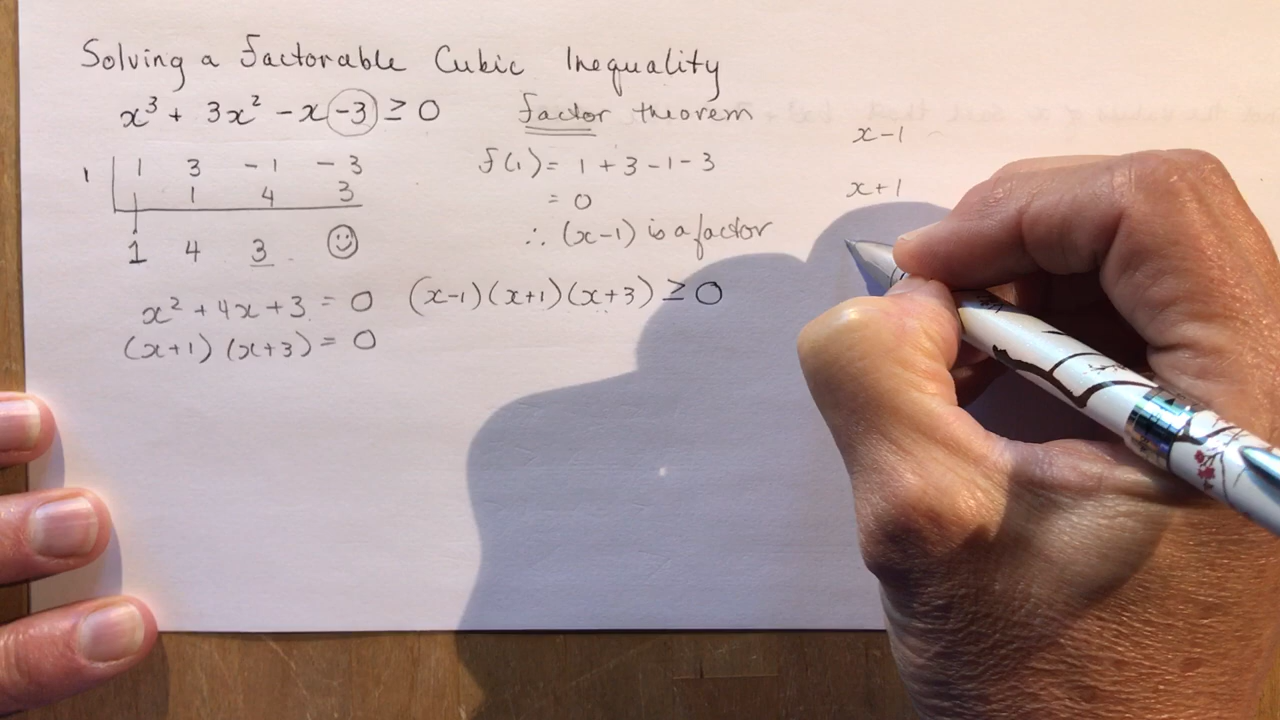 Solving a Factorable Cubic Inequality
x³ + 3x² - x - 3 ≥ 0
1 | 1 3 -1 -3
1 4 3
1 4 3 ☺
x² + 4x + 3 = 0
(x+1) (x+3) = 0
factor theorem
f(1) = 1 + 3 - 1 - 3
= 0
∴ (x-1) is a factor
(x-1)(x+1)(x+3) ≥ 0
x-1
x+1